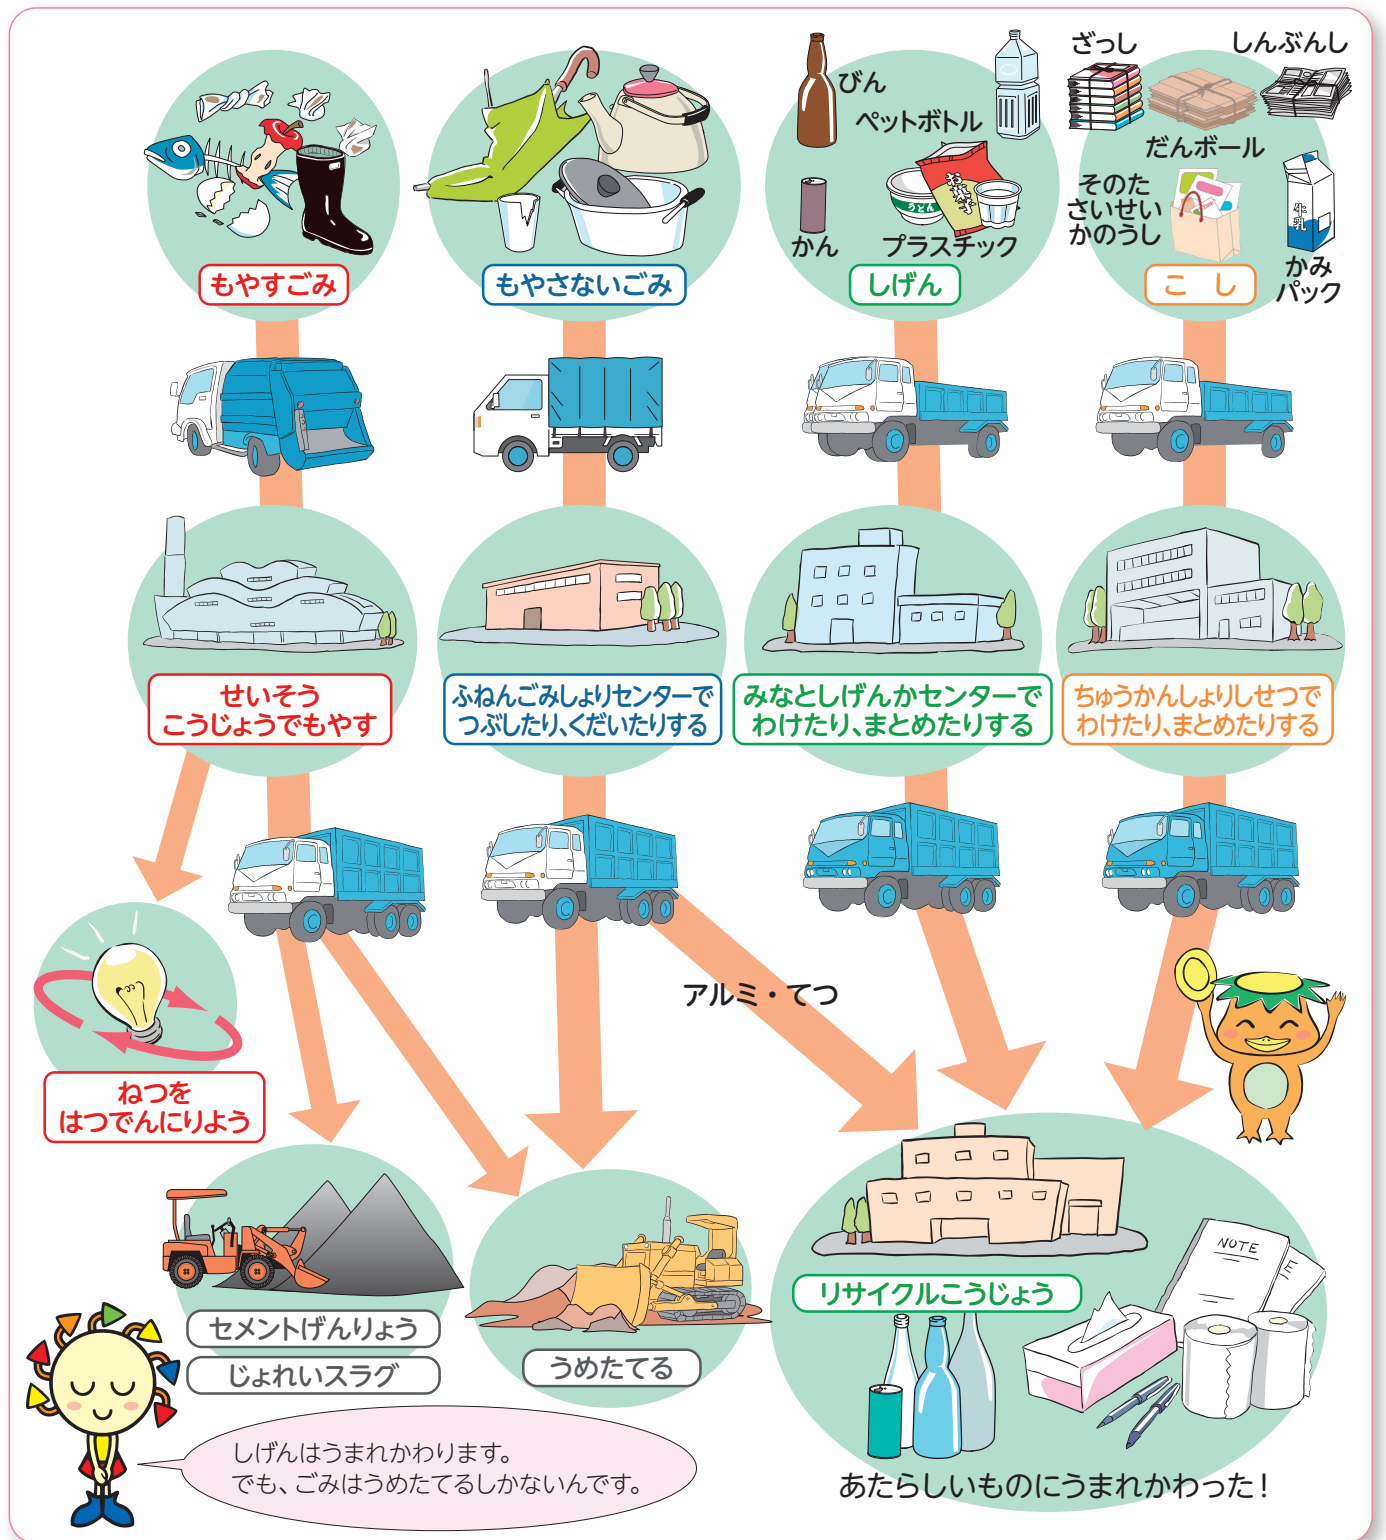 びん
ペットボトル
かん
プラスチック
うどん
お菓子
ざっし
しんぶんし
だんボール
そのた
さいせい
かのうし
牛乳
かみ
パック
もやすごみ
もやさないごみ
しげん
こ し
せいそう
こうじょうでもやす
ふねんごみしょりセンターで
つぶしたり、くだいたりする
みなとしげんかセンターで
わけたり、まとめたりする
ちゅうかんしょりしせつで
わけたり、まとめたりする
アルミ・てつ
ねつを
はつでんにりよう
セメントげんりょう
じょれいスラグ
うめたてる
リサイクルこうじょう
NOTE
E
しげんはうまれかわります。
でも、ごみはうめたてるしかないんです。
あたらしいものにうまれかわった！